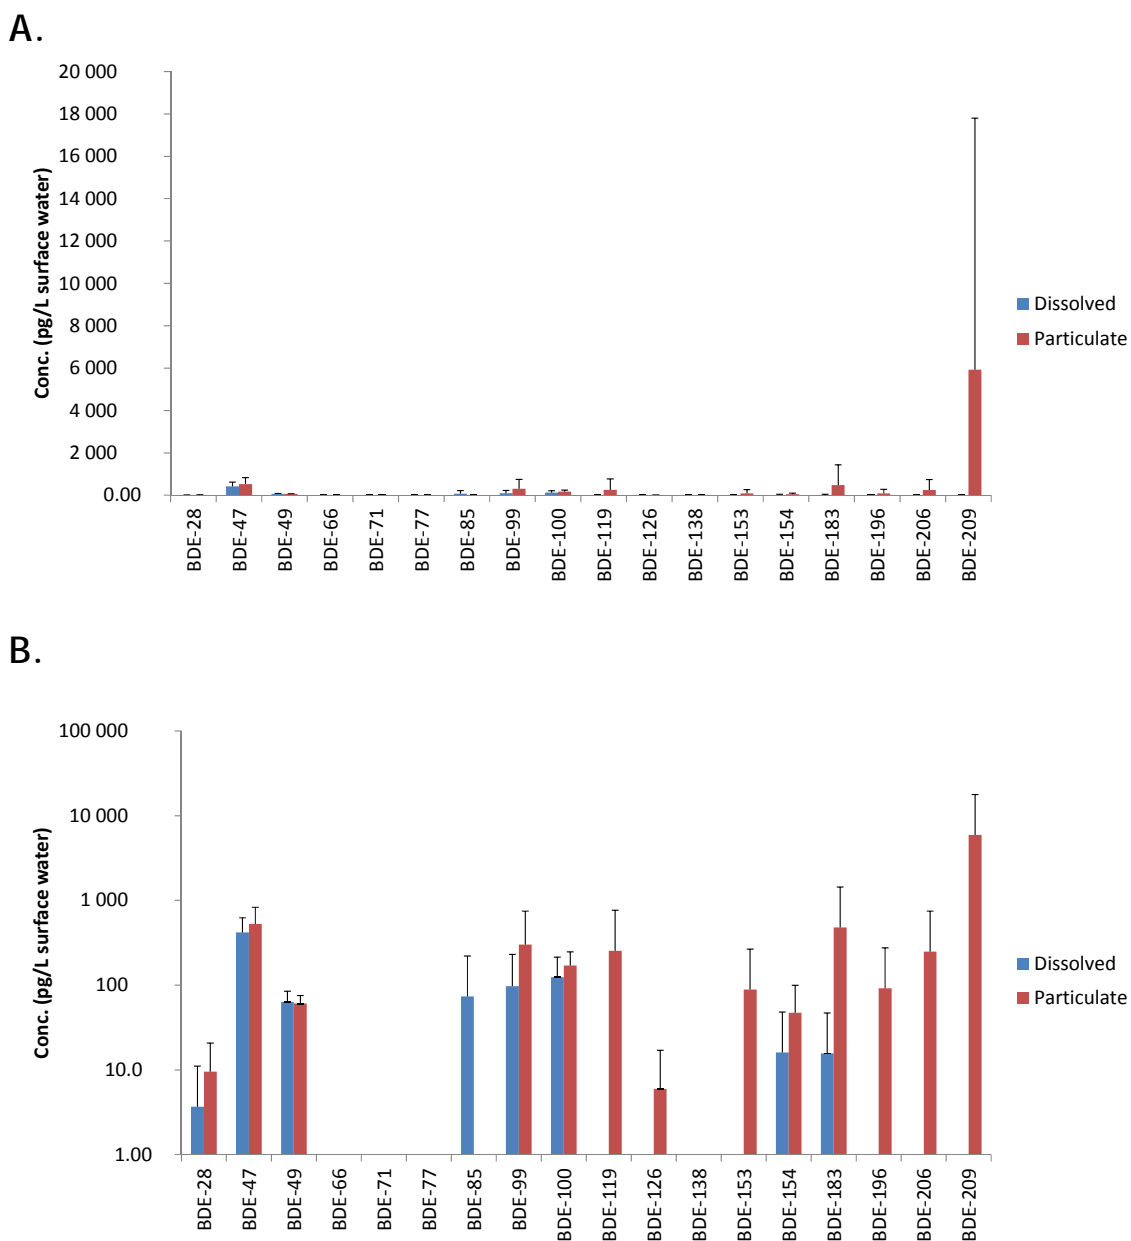 A.
20 000
18 000
16 000
14 000
12 000
10 000
8 000
6 000
4 000
2 000
0.00
Conc. (pg/L surface water)
BDE-28
BDE-47
BDE-49
BDE-66
BDE-71
BDE-77
BDE-85
BDE-99
BDE-100
BDE-119
BDE-126
BDE-138
BDE-153
BDE-154
BDE-183
BDE-196
BDE-206
BDE-209
Dissolved
Particulate
B.
100 000
10 000
1 000
100
10.0
1.00
Conc. (pg/L surface water)
BDE-28
BDE-47
BDE-49
BDE-66
BDE-71
BDE-77
BDE-85
BDE-99
BDE-100
BDE-119
BDE-126
BDE-138
BDE-153
BDE-154
BDE-183
BDE-196
BDE-206
BDE-209
Dissolved
Particulate